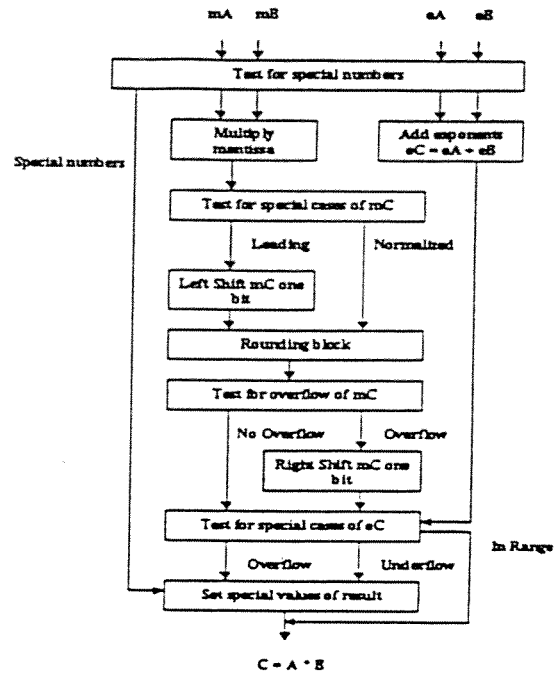 mA mB eA eB
Test for special numbers
Multiply
mantissa
Add exponents
eC = eA + eB
Special numbers
Test for special cases of mC
Leading
Normalized
Left Shift mC one
bit
Rounding block
Test for overflow of mC
No Overflow
Overflow
Right Shift mC one
bit
Test for special cases of eC
In Range
Overflow
Underflow
Set special values of result
C = A * B